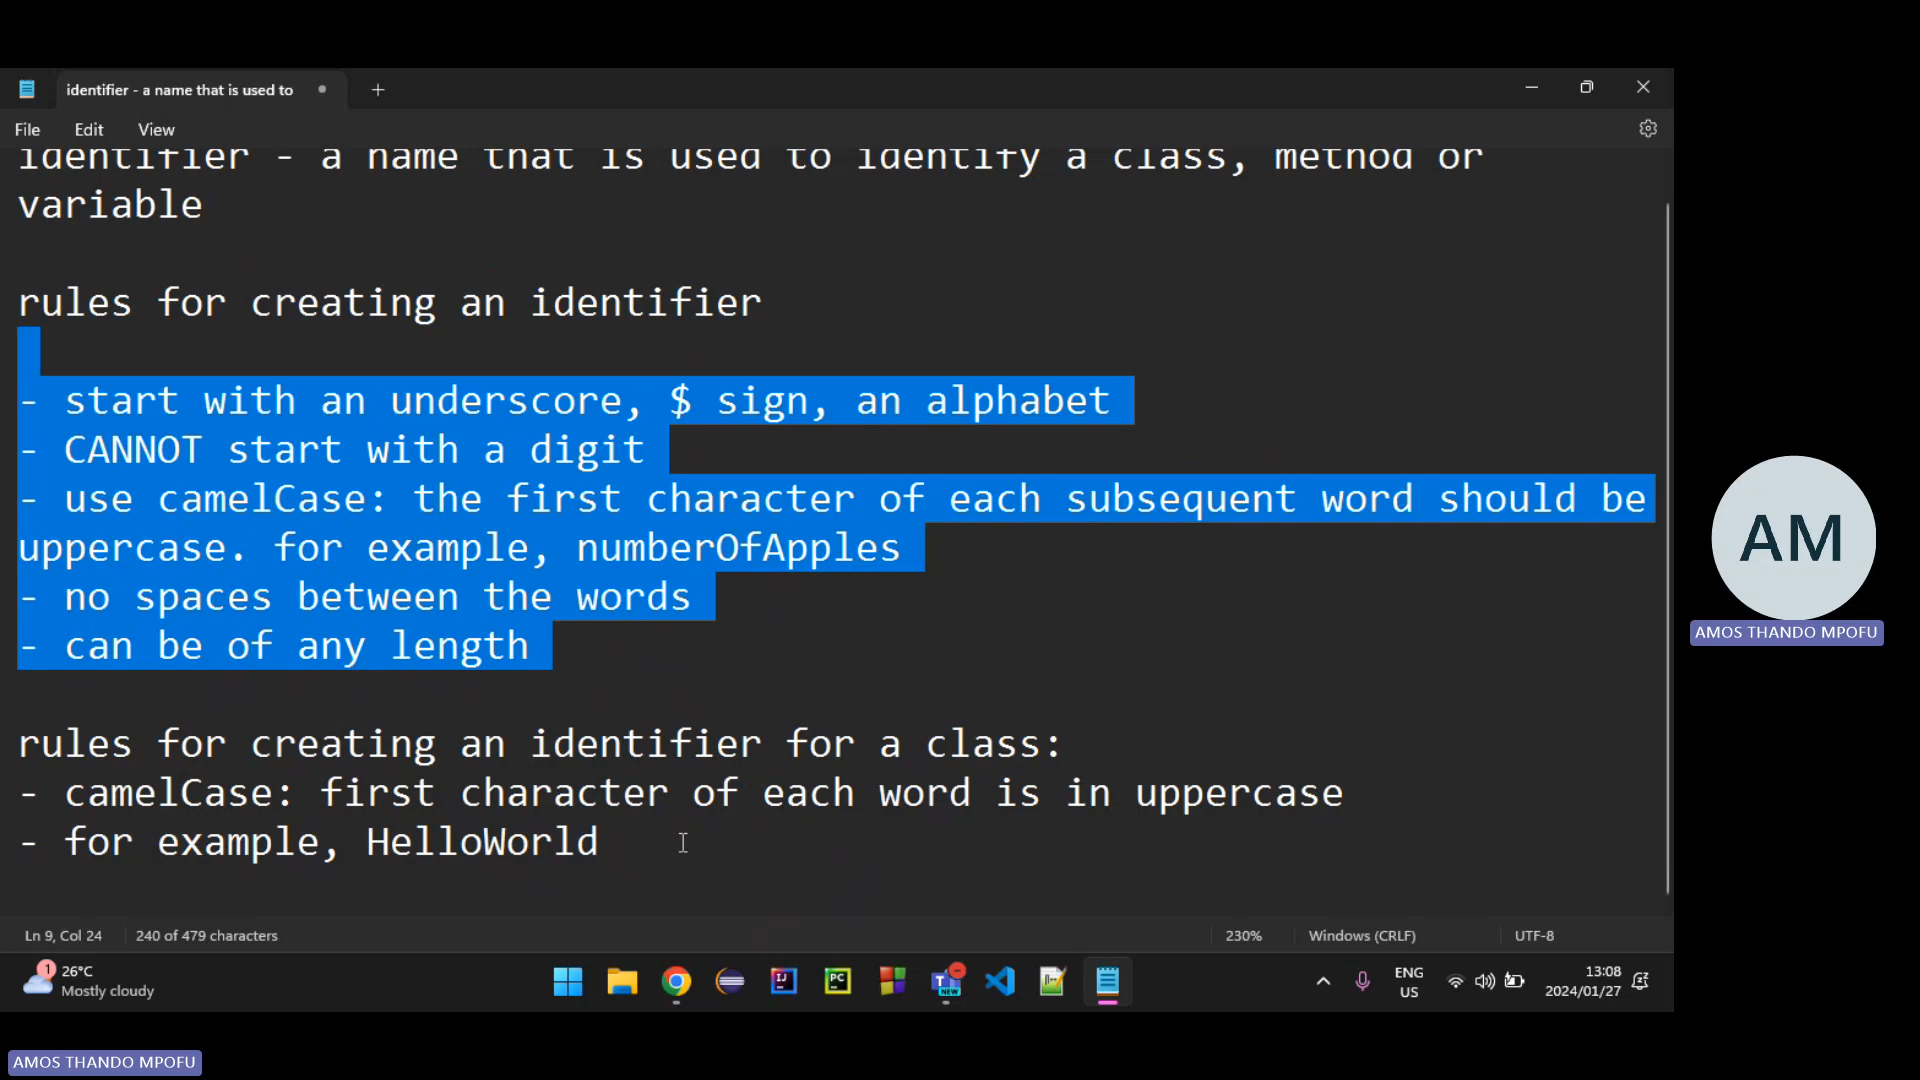 identifier - a name that is used to
File Edit View
identifier - a name that is used to identify a class, method or
variable
rules for creating an identifier
- start with an underscore, $ sign, an alphabet
- CANNOT start with a digit
- use camelCase: the first character of each subsequent word should be
uppercase. for example, numberOfApples
- no spaces between the words
- can be of any length
rules for creating an identifier for a class:
- camelCase: first character of each word is in uppercase
- for example, HelloWorld
Ln 9, Col 24 240 of 479 characters 230% Windows (CRLF) UTF-8
1 26°C
Mostly cloudy
IJ PC T NEW
ENG
US
13:08
2024/01/27
AM
AMOS THANDO MPOFU
AMOS THANDO MPOFU